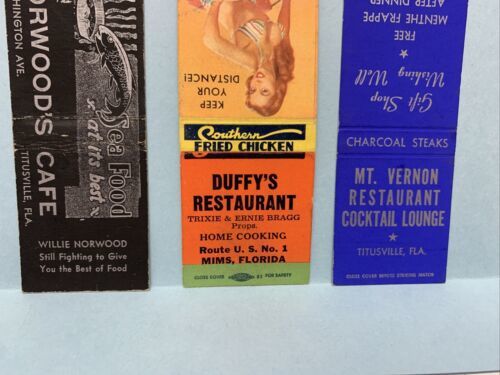 NORWOOD'S CAFE
HINGTON AVE.
TITUSVILLE, FLA.
Sea Food
at its best
WILLIE NORWOOD
Still Fighting to Give
You the Best of Food
KEEP
YOUR
DISTANCE!
Southern
FRIED CHICKEN
DUFFY'S
RESTAURANT
TRIXIE & ERNIE BRAGG
Props.
HOME COOKING
Route U. S. No. 1
MIMS, FLORIDA
CLOSE COVER FOR SAFETY
AFTER DINNER
MENTHE FRAPPE
FREE
Wishing Well
Gift Shop
CHARCOAL STEAKS
MT. VERNON
RESTAURANT
COCKTAIL LOUNGE
TITUSVILLE, FLA.
CLOSE COVER BEFORE STRIKING MATCH